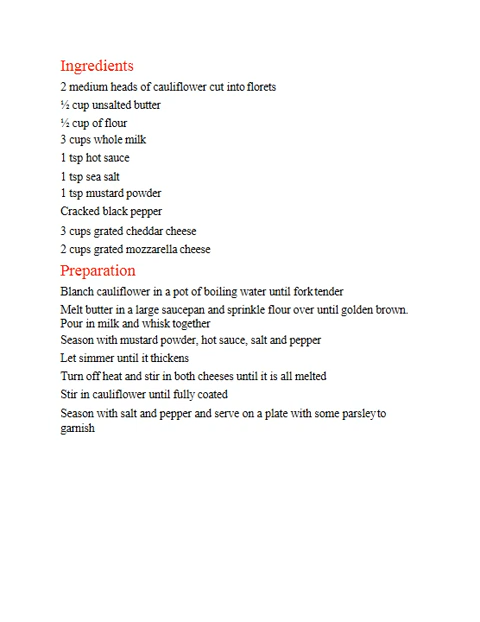 Ingredients
2 medium heads of cauliflower cut into florets
½ cup unsalted butter
½ cup of flour
3 cups whole milk
1 tsp hot sauce
1 tsp sea salt
1 tsp mustard powder
Cracked black pepper
3 cups grated cheddar cheese
2 cups grated mozzarella cheese
Preparation
Blanch cauliflower in a pot of boiling water until fork tender
Melt butter in a large saucepan and sprinkle flour over until golden brown.
Pour in milk and whisk together
Season with mustard powder, hot sauce, salt and pepper
Let simmer until it thickens
Turn off heat and stir in both cheeses until it is all melted
Stir in cauliflower until fully coated
Season with salt and pepper and serve on a plate with some parsley to
garnish